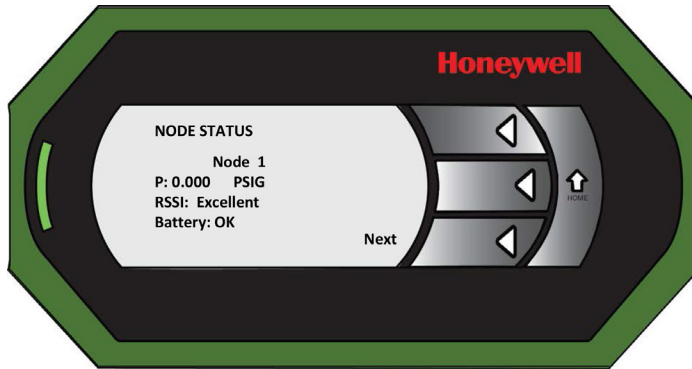 Honeywell
NODE STATUS
Node 1
P: 0.000 PSIG
RSSI: Excellent
Battery: OK
Next
HOME